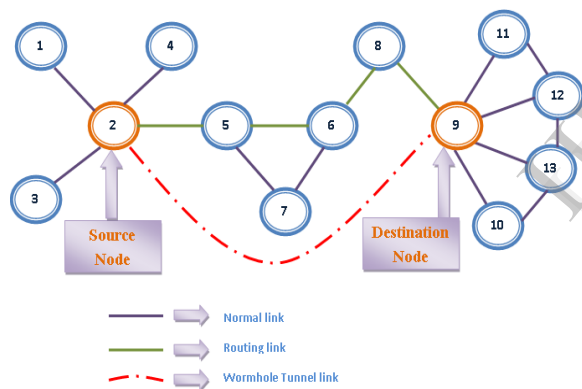 1
4
8
11
12
2
5
6
9
13
3
7
10
Source
Node
Destination
Node
Normal link
Routing link
Wormhole Tunnel link